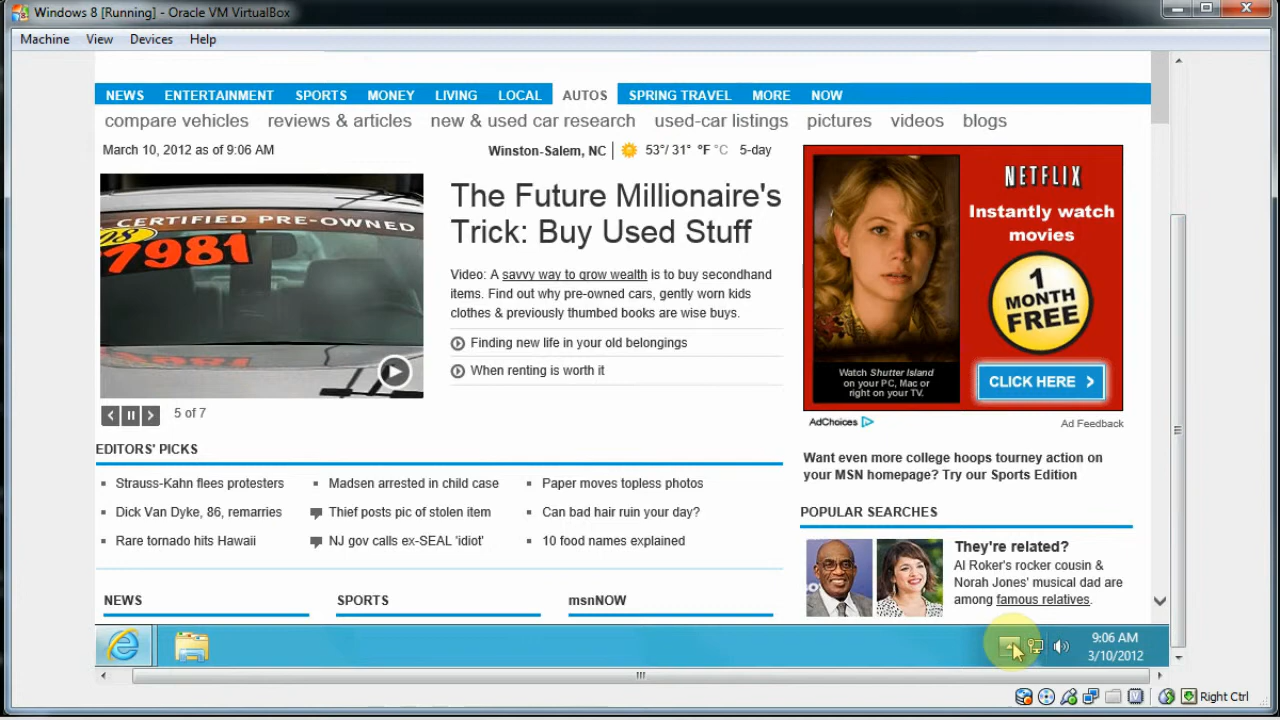 Windows 8 [Running] - Oracle VM VirtualBox
Machine View Devices Help
NEWS ENTERTAINMENT SPORTS MONEY LIVING LOCAL AUTOS SPRING TRAVEL MORE NOW
compare vehicles reviews & articles new & used car research used-car listings pictures videos blogs
March 10, 2012 as of 9:06 AM
Winston-Salem, NC | 53°/ 31° °F °C 5-day
CERTIFIED PRE-OWNED
7981
The Future Millionaire's
Trick: Buy Used Stuff
Video: A savvy way to grow wealth is to buy secondhand
items. Find out why pre-owned cars, gently worn kids
clothes & previously thumbed books are wise buys.
Finding new life in your old belongings
When renting is worth it
5 of 7
NETFLIX
Instantly watch
movies
1
MONTH
FREE
Watch Shutter Island
on your PC, Mac or
right on your TV.
CLICK HERE
AdChoices
Ad Feedback
EDITORS' PICKS
Strauss-Kahn flees protesters
Madsen arrested in child case
Paper moves topless photos
Dick Van Dyke, 86, remarries
Thief posts pic of stolen item
Can bad hair ruin your day?
Rare tornado hits Hawaii
NJ gov calls ex-SEAL 'idiot'
10 food names explained
Want even more college hoops tourney action on
your MSN homepage? Try our Sports Edition
POPULAR SEARCHES
They're related?
Al Roker's rocker cousin &
Norah Jones' musical dad are
among famous relatives.
NEWS SPORTS msnNOW
9:06 AM
3/10/2012
Right Ctrl